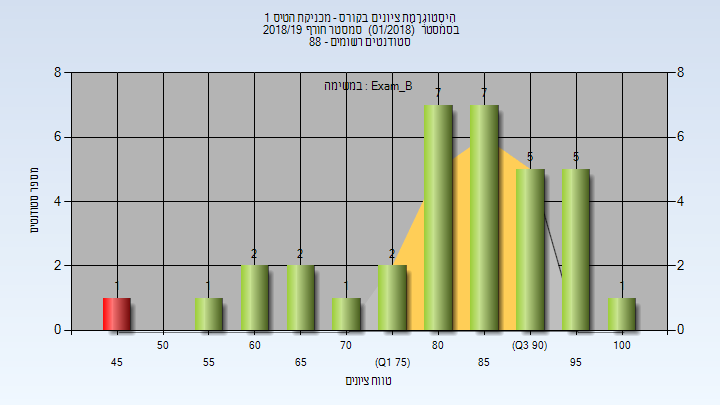 היסטוגרמת ציונים בקורס - מכניקת הטיס 1
בסמסטר (01/2018) סמסטר חורף 2018/19
סטודנטים רשומים - 88
במשימה : Exam_B
8 8
6 6
4 4
2 2
0 0
מספר סטודנטים
1 1 2 2 1 2 7 7 5 5 1
50 60 70 80 (Q3 90) 100
45 55 65 (Q1 75) 85 95
טווח ציונים